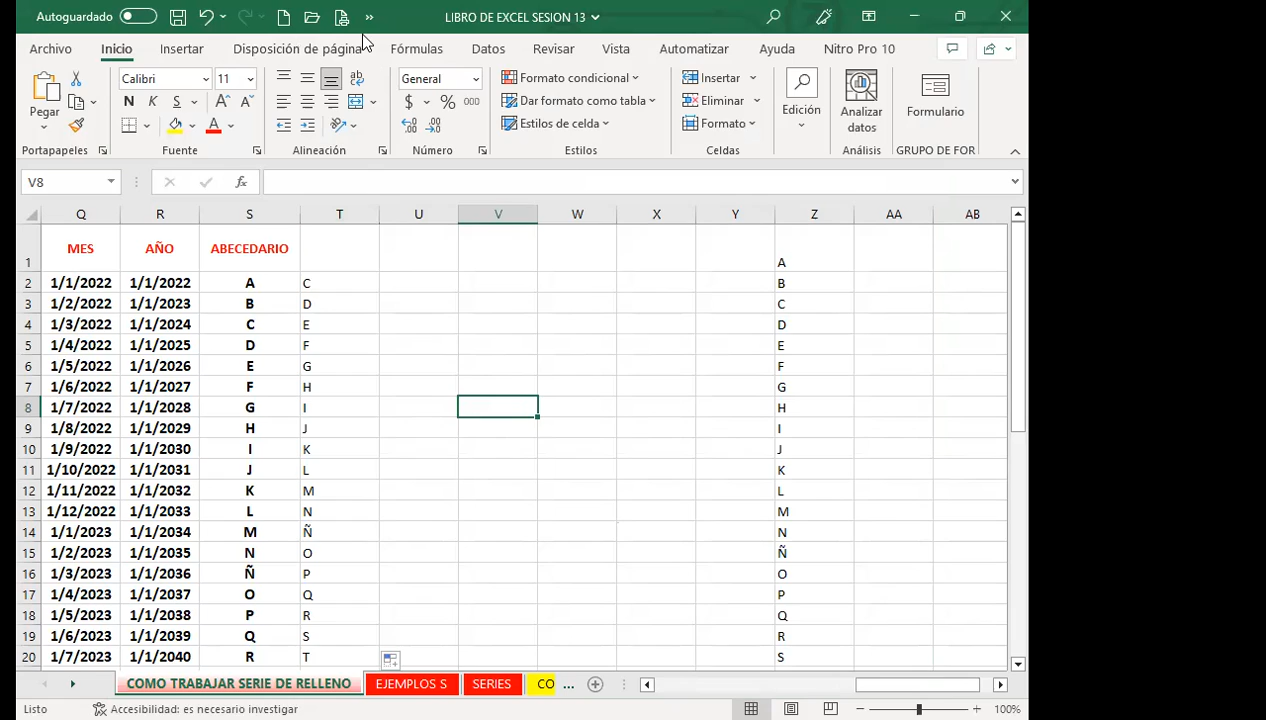 Autoguardado
LIBRO DE EXCEL SESION 13
Archivo Inicio Insertar Disposición de página Fórmulas Datos Revisar Vista Automatizar Ayuda Nitro Pro 10
Pegar
Calibri 11
N K S A A
A
ab
General
$ % 000
Formato condicional
Dar formato como tabla
Estilos de celda
Insertar
Eliminar
Formato
Edición
Analizar
datos
Formulario
Portapapeles Fuente Alineación Número Estilos Celdas Análisis GRUPO DE FOR
V8 fx
Q R S T U V W X Y Z AA AB
1 MES AÑO ABECEDARIO A
2 1/1/2022 1/1/2022 A C B
3 1/2/2022 1/1/2023 B D C
4 1/3/2022 1/1/2024 C E D
5 1/4/2022 1/1/2025 D F E
6 1/5/2022 1/1/2026 E G F
7 1/6/2022 1/1/2027 F H G
8 1/7/2022 1/1/2028 G I H
9 1/8/2022 1/1/2029 H J I
10 1/9/2022 1/1/2030 I K J
11 1/10/2022 1/1/2031 J L K
12 1/11/2022 1/1/2032 K M L
13 1/12/2022 1/1/2033 L N M
14 1/1/2023 1/1/2034 M Ñ N
15 1/2/2023 1/1/2035 N O Ñ
16 1/3/2023 1/1/2036 Ñ P O
17 1/4/2023 1/1/2037 O Q P
18 1/5/2023 1/1/2038 P R Q
19 1/6/2023 1/1/2039 Q S R
20 1/7/2023 1/1/2040 R T S
COMO TRABAJAR SERIE DE RELLENO EJEMPLOS S SERIES CO ...
Listo Accesibilidad: es necesario investigar 100%